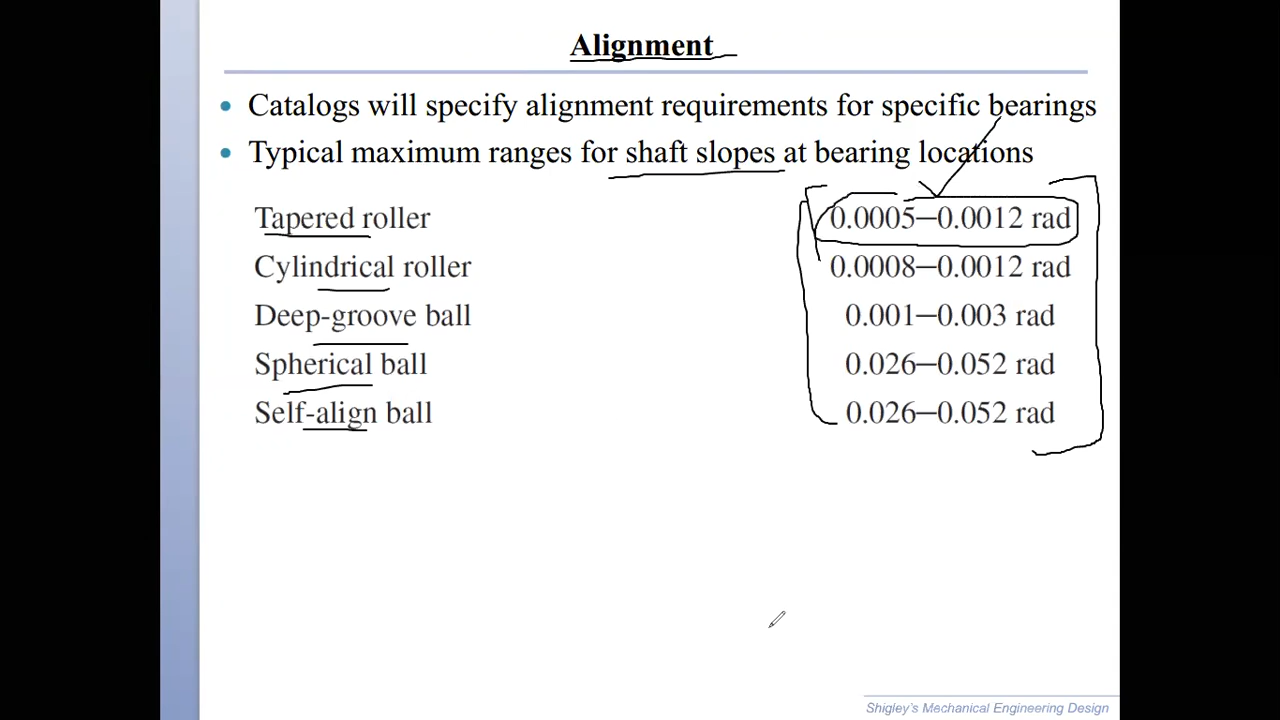 Alignment
Catalogs will specify alignment requirements for specific bearings
Typical maximum ranges for shaft slopes at bearing locations
Tapered roller 0.0005–0.0012 rad
Cylindrical roller 0.0008–0.0012 rad
Deep-groove ball 0.001–0.003 rad
Spherical ball 0.026–0.052 rad
Self-align ball 0.026–0.052 rad
Shigley's Mechanical Engineering Design